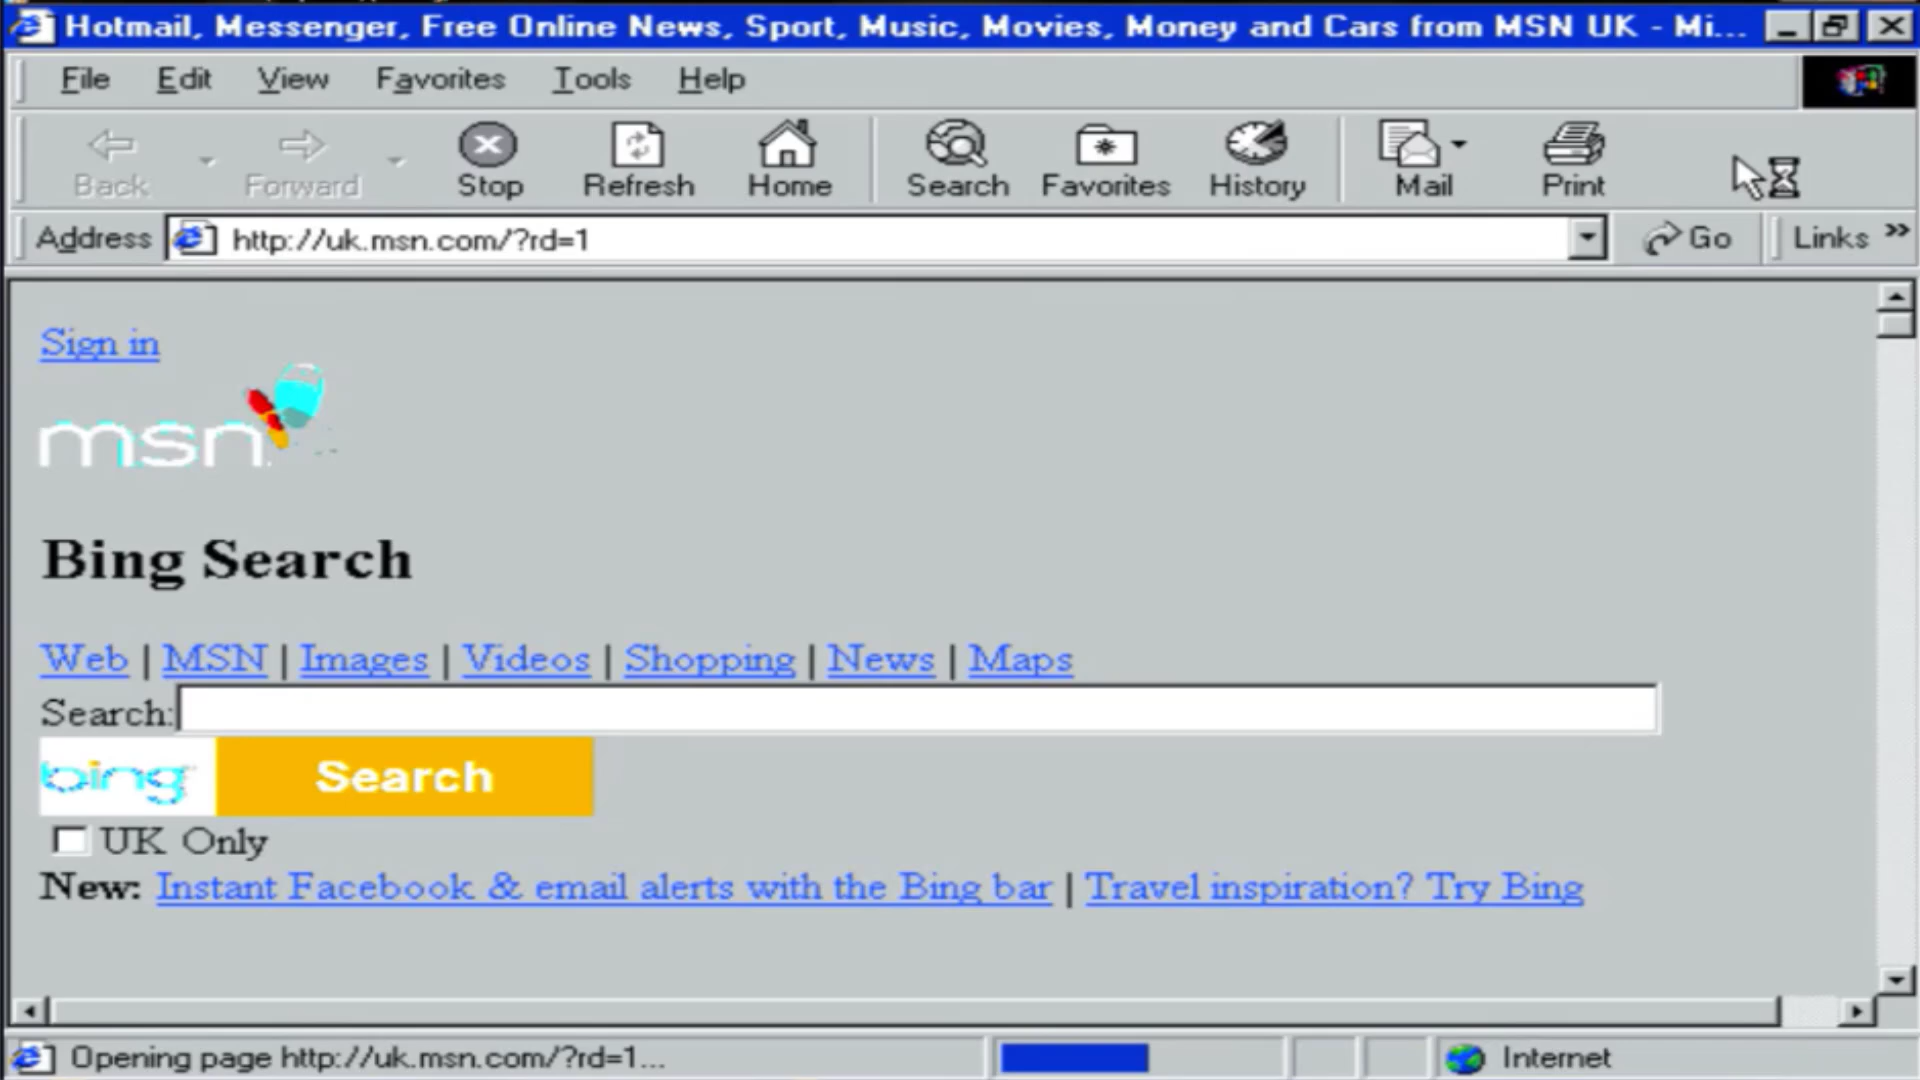 Hotmail, Messenger, Free Online News, Sport, Music, Movies, Money and Cars from MSN UK - Mi...
File Edit View Favorites Tools Help
Back Forward Stop Refresh Home Search Favorites History Mail Print
Address http://uk.msn.com/?rd=1 Go Links »
Sign in
msn
Bing Search
Web | MSN | Images | Videos | Shopping | News | Maps
Search:
bing Search
UK Only
New: Instant Facebook & email alerts with the Bing bar | Travel inspiration? Try Bing
Opening page http://uk.msn.com/?rd=1... Internet